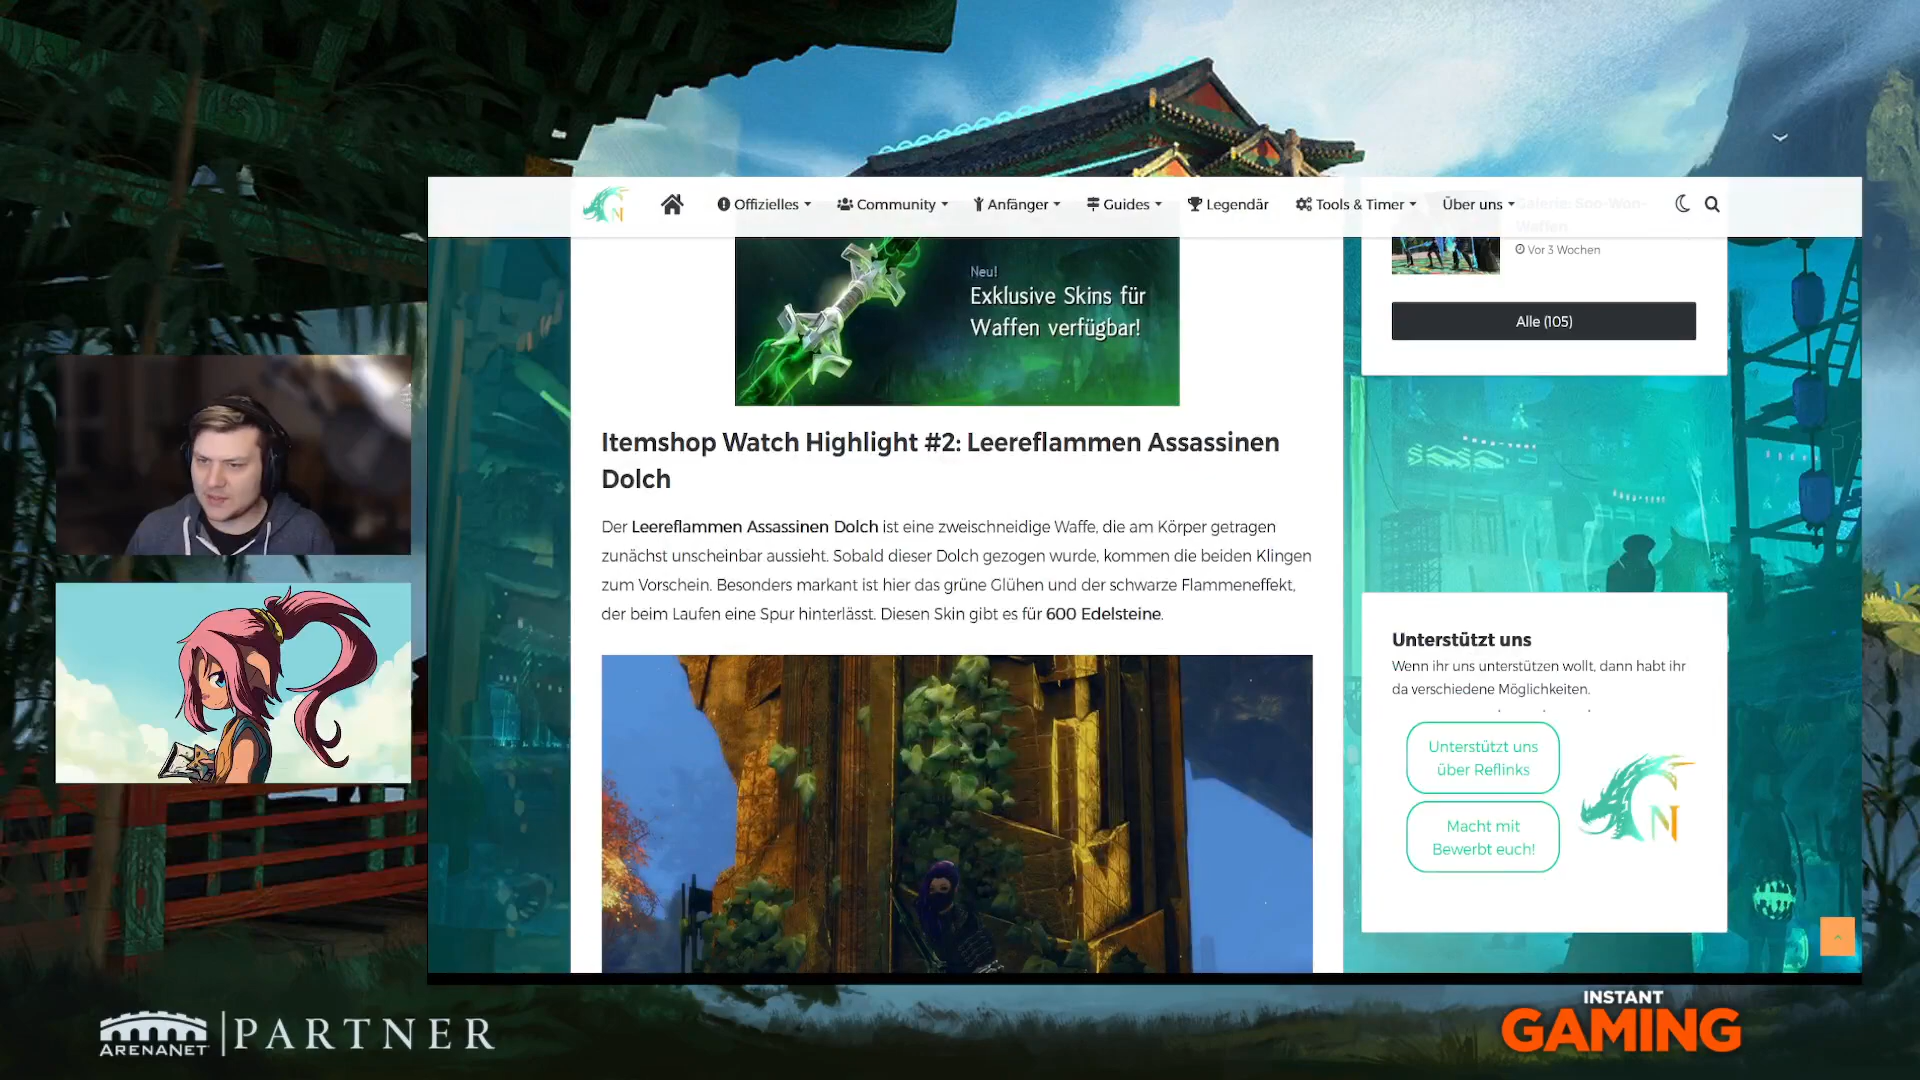 Offizielles
Community
Anfänger
Guides
Legendär
Tools & Timer
Über uns
Galerie: Soo-Won-
Waffen
Vor 3 Wochen
Alle (105)
Neu!
Exklusive Skins für
Waffen verfügbar!
Itemshop Watch Highlight #2: Leereflammen Assassinen
Dolch
Der Leereflammen Assassinen Dolch ist eine zweischneidige Waffe, die am Körper getragen
zunächst unscheinbar aussieht. Sobald dieser Dolch gezogen wurde, kommen die beiden Klingen
zum Vorschein. Besonders markant ist hier das grüne Glühen und der schwarze Flammeneffekt,
der beim Laufen eine Spur hinterlässt. Diesen Skin gibt es für 600 Edelsteine.
Unterstützt uns
Wenn ihr uns unterstützen wollt, dann habt ihr
da verschiedene Möglichkeiten.
Unterstützt uns
über Reflinks
Macht mit
Bewerbt euch!
N
N
ARENANET
PARTNER
INSTANT
GAMING